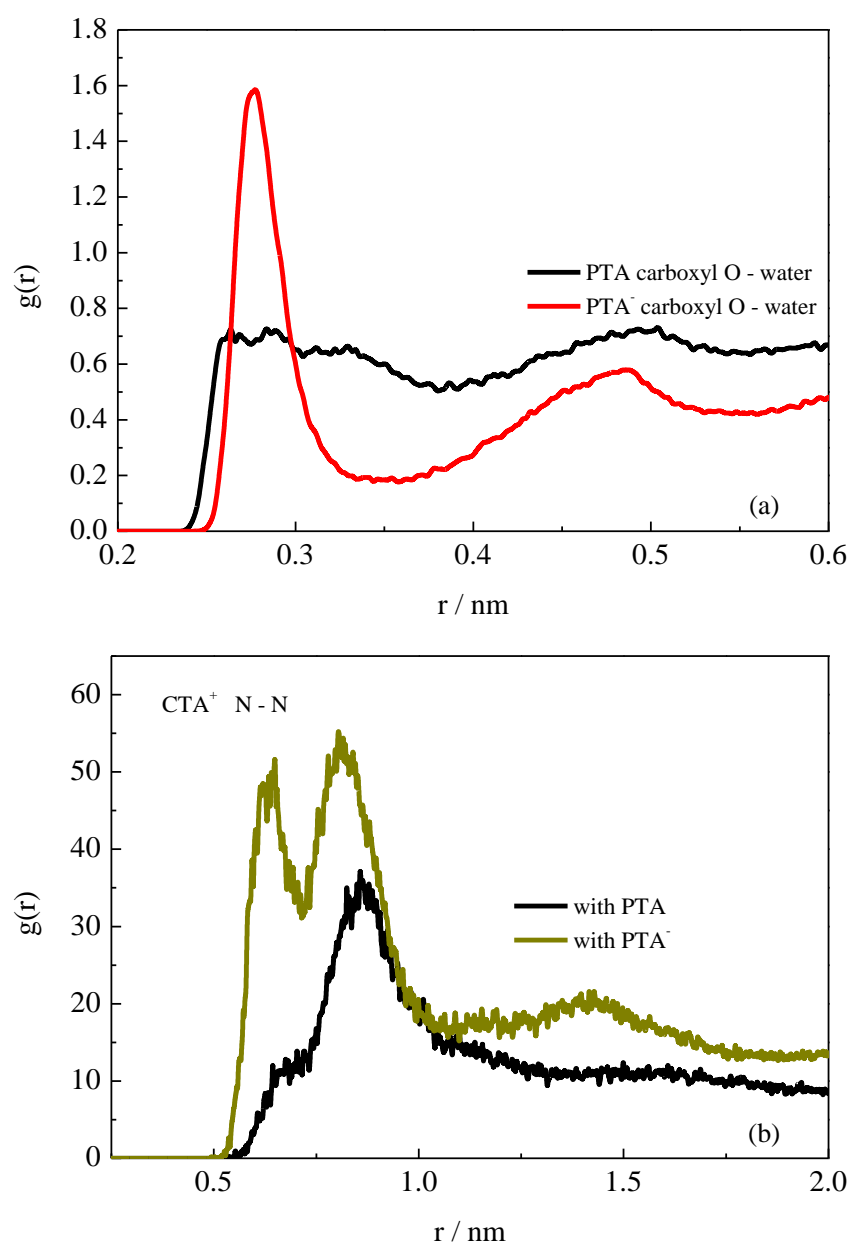 1.8
1.6
1.4
1.2
1.0
0.8
0.6
0.4
0.2
0.0
g(r)
PTA carboxyl O - water
PTA⁻ carboxyl O - water
(a)
0.2 0.3 0.4 0.5 0.6
r / nm
60
50
40
30
20
10
0
g(r)
CTA⁺ N - N
with PTA
with PTA⁻
(b)
0.5 1.0 1.5 2.0
r / nm